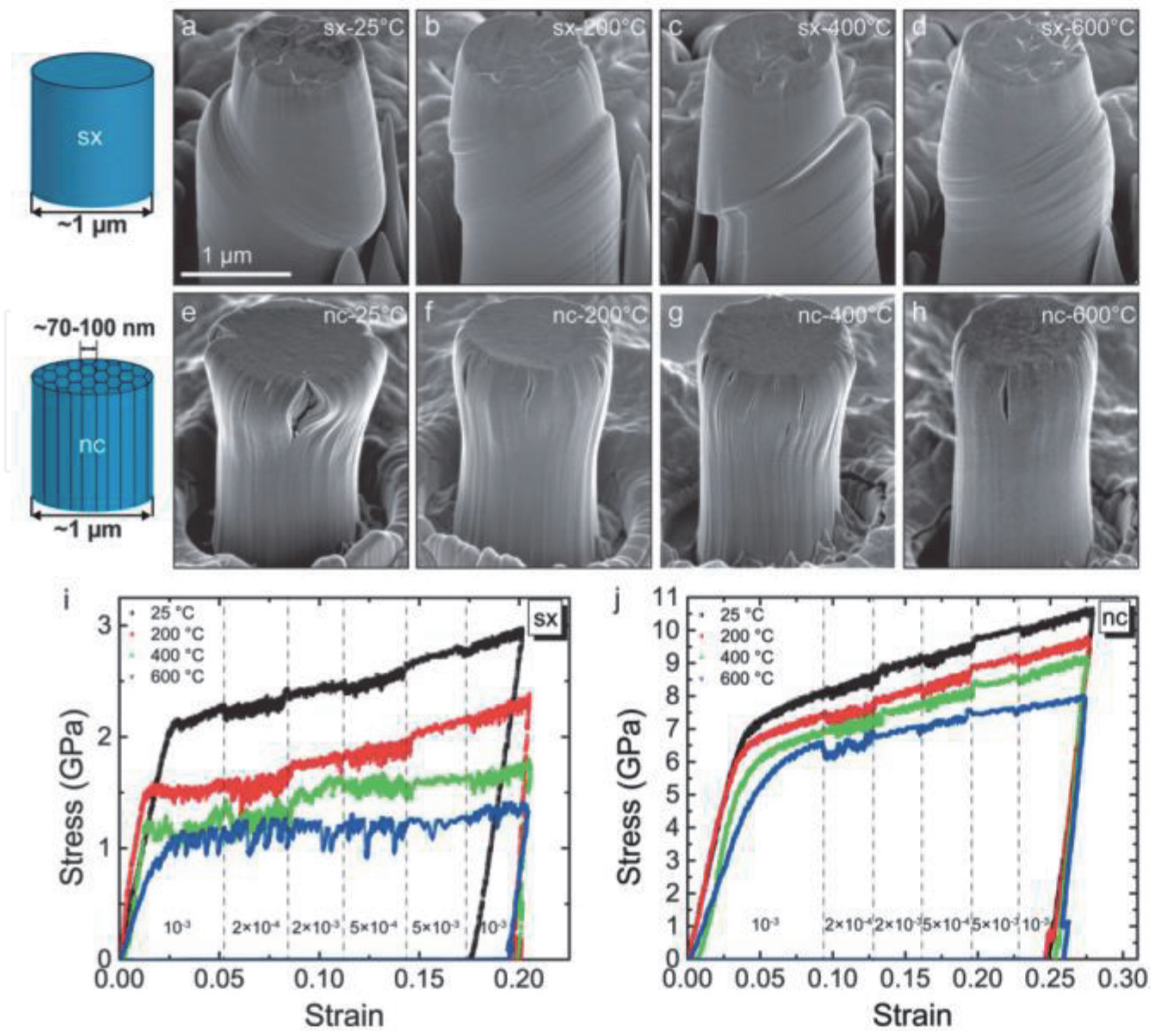 a sx-25°C
b sx-200°C
c sx-400°C
d sx-600°C
sx
~1 µm
1 µm
e nc-25°C
f nc-200°C
g nc-400°C
h nc-600°C
~70-100 nm
nc
~1 µm
i
25 °C
200 °C
400 °C
600 °C
sx
3
2
1
0
Stress (GPa)
10⁻³ 2×10⁻⁴ 2×10⁻³ 5×10⁻⁴ 5×10⁻³ 10⁻³
0.00 0.05 0.10 0.15 0.20
Strain
j
25 °C
200 °C
400 °C
600 °C
nc
11
10
9
8
7
6
5
4
3
2
1
0
Stress (GPa)
10⁻³ 2×10⁻⁴ 2×10⁻³ 5×10⁻⁴ 5×10⁻³ 10⁻³
0.00 0.05 0.10 0.15 0.20 0.25 0.30
Strain